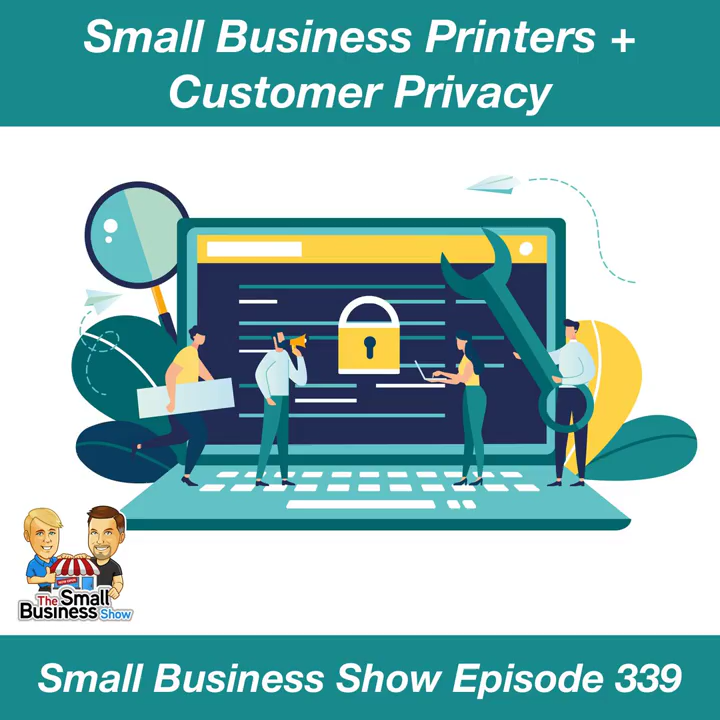 Small Business Printers +
Customer Privacy
The Small
Business Show
Small Business Show Episode 339